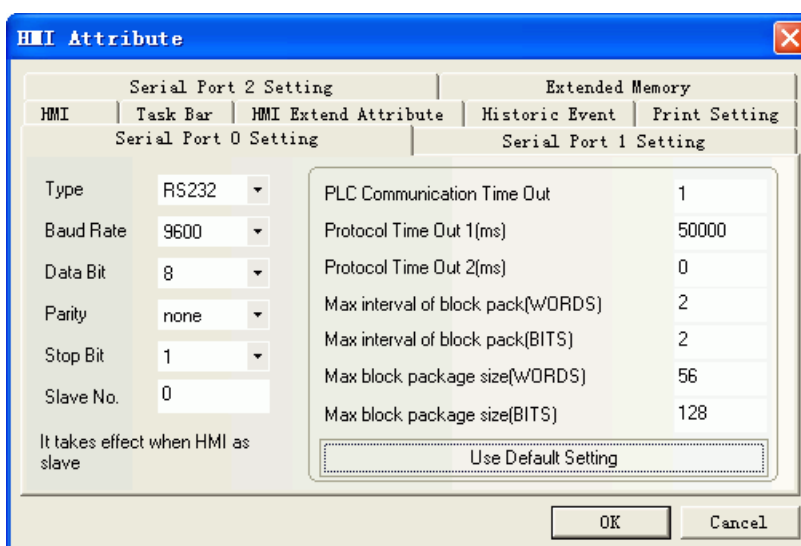 HMI Attribute
Serial Port 2 Setting
Extended Memory
HMI
Task Bar
HMI Extend Attribute
Historic Event
Print Setting
Serial Port 0 Setting
Serial Port 1 Setting
Type
RS232
Baud Rate
9600
Data Bit
8
Parity
none
Stop Bit
1
Slave No.
0
It takes effect when HMI as
slave
PLC Communication Time Out
1
Protocol Time Out 1(ms)
50000
Protocol Time Out 2(ms)
0
Max interval of block pack(WORDS)
2
Max interval of block pack(BITS)
2
Max block package size(WORDS)
56
Max block package size(BITS)
128
Use Default Setting
OK
Cancel